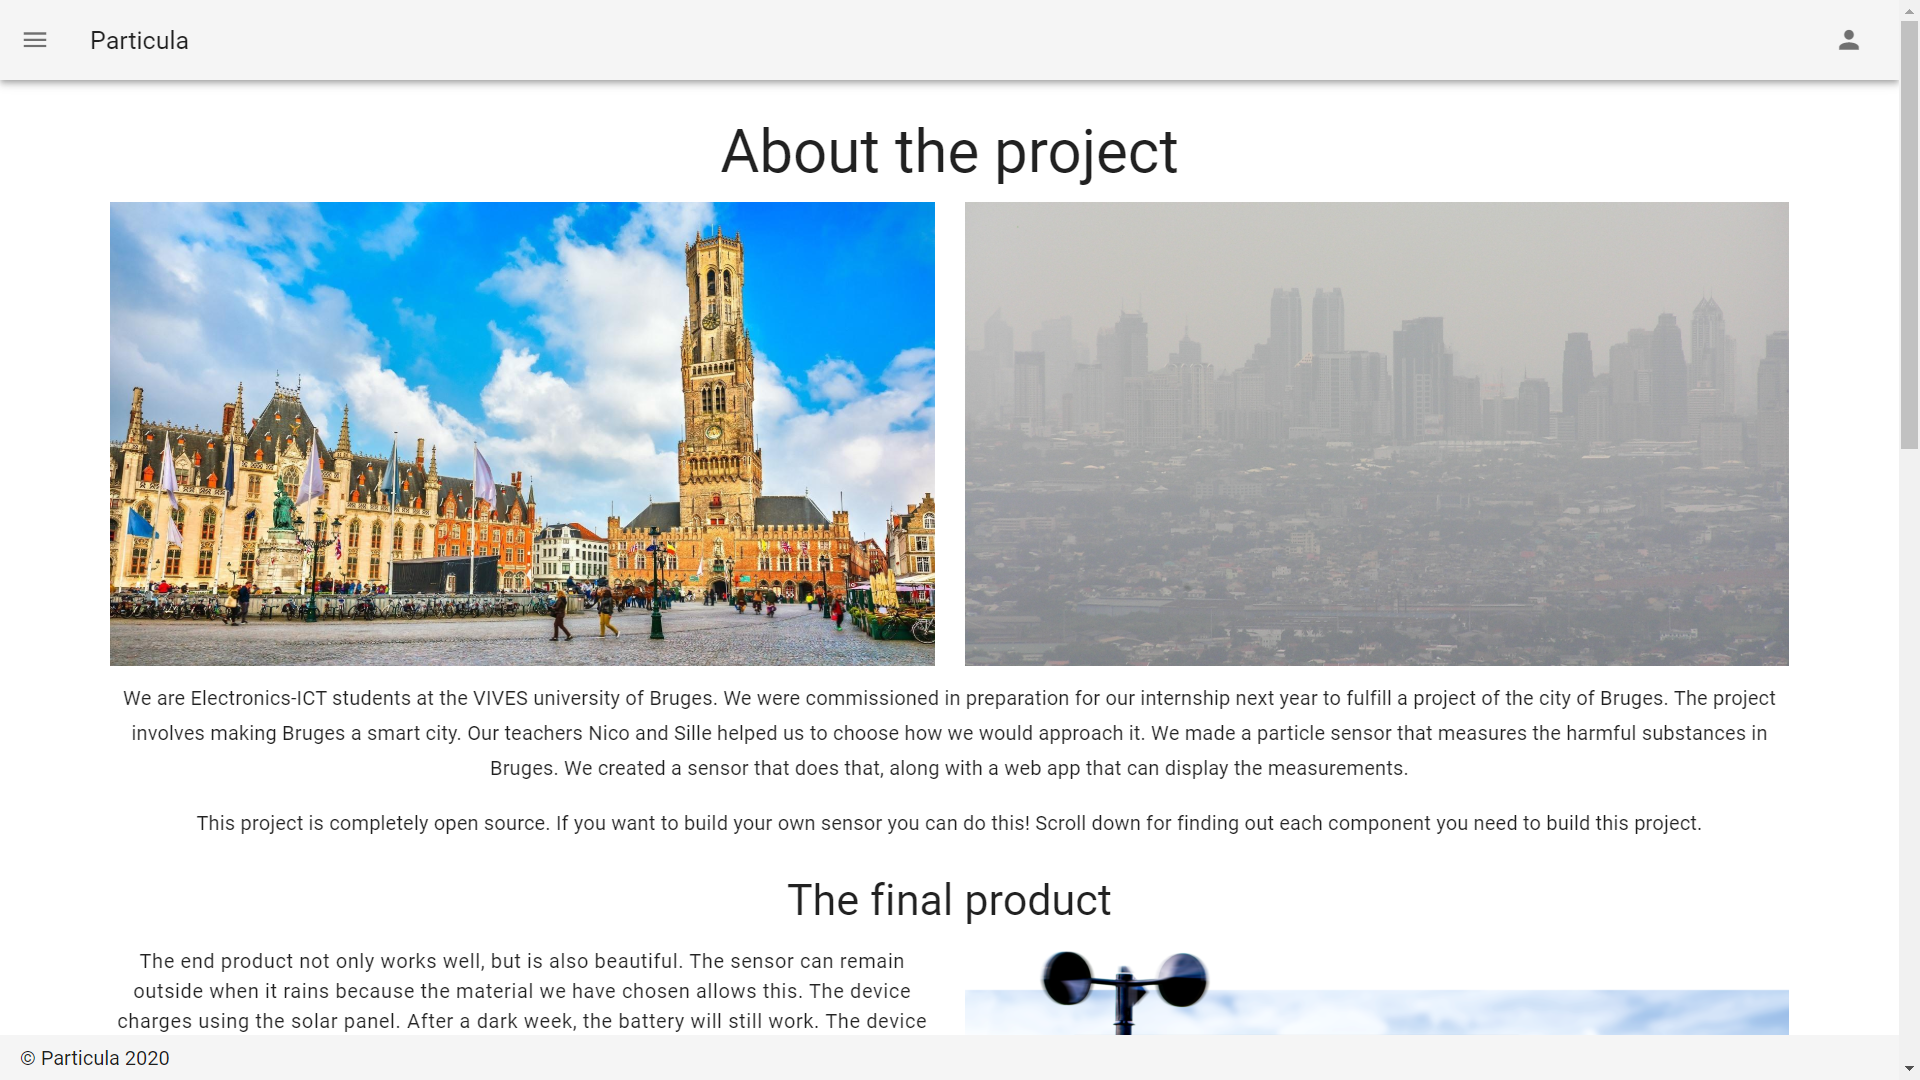 Particula
About the project
We are Electronics-ICT students at the VIVES university of Bruges. We were commissioned in preparation for our internship next year to fulfill a project of the city of Bruges. The project
involves making Bruges a smart city. Our teachers Nico and Sille helped us to choose how we would approach it. We made a particle sensor that measures the harmful substances in
Bruges. We created a sensor that does that, along with a web app that can display the measurements.
This project is completely open source. If you want to build your own sensor you can do this! Scroll down for finding out each component you need to build this project.
The final product
The end product not only works well, but is also beautiful. The sensor can remain
outside when it rains because the material we have chosen allows this. The device
charges using the solar panel. After a dark week, the battery will still work. The device
© Particula 2020